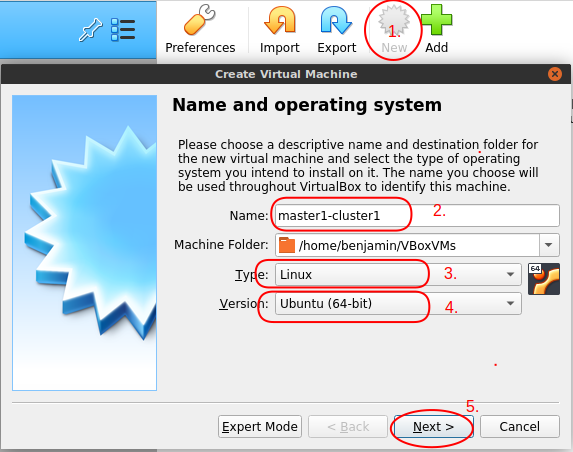 1.
Preferences Import Export New Add
Create Virtual Machine
Name and operating system
Please choose a descriptive name and destination folder for
the new virtual machine and select the type of operating
system you intend to install on it. The name you choose will
be used throughout VirtualBox to identify this machine.
Name: master1-cluster1 2.
Machine Folder: /home/benjamin/VBoxVMs
Type: Linux 3. 64
Version: Ubuntu (64-bit) 4.
5.
Expert Mode < Back Next > Cancel